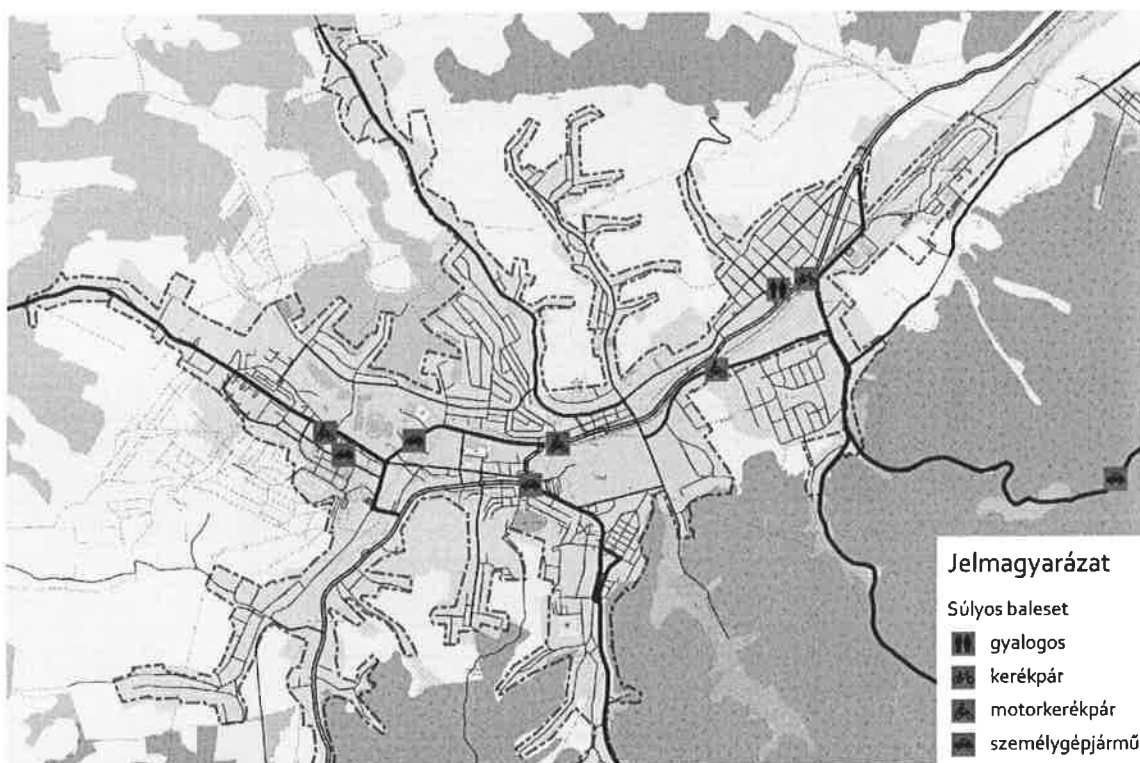 Jelmagyarázat
Súlyos baleset
gyalogos
kerékpár
motorkerékpár
személygépjármű